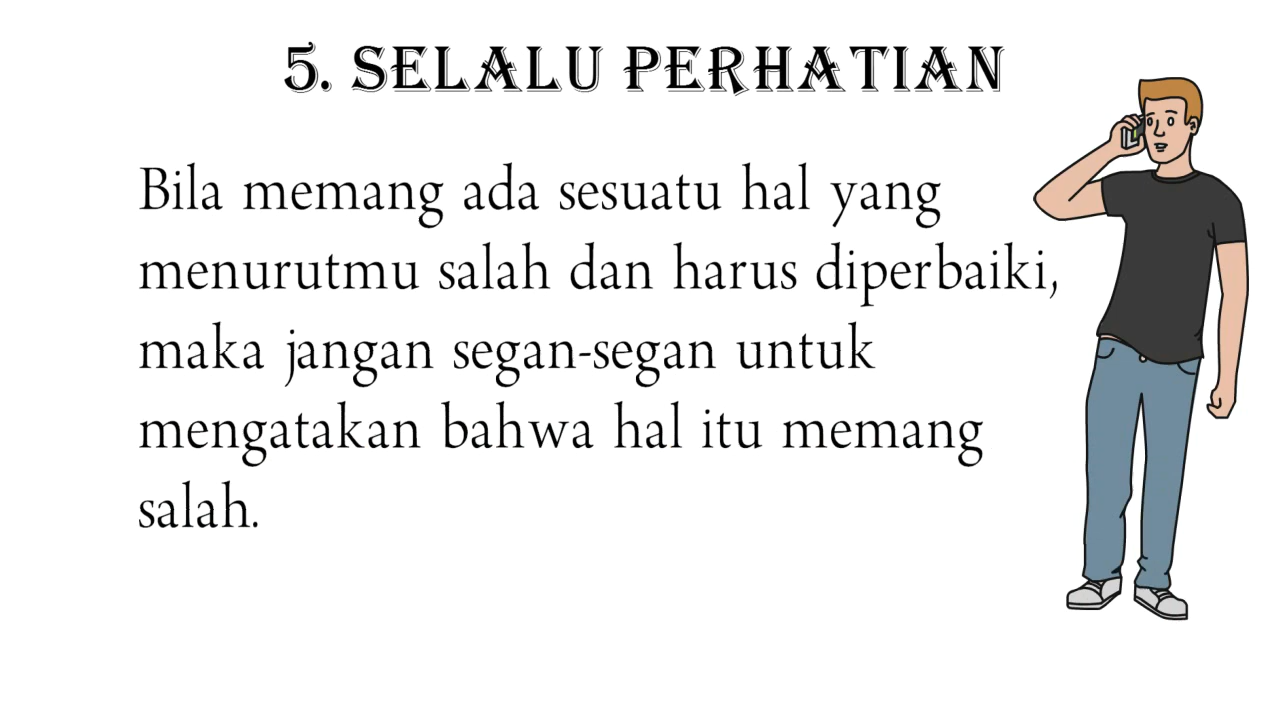 5. SELALU PERHATIAN
Bila memang ada sesuatu hal yang
menurutmu salah dan harus diperbaiki,
maka jangan segan-segan untuk
mengatakan bahwa hal itu memang
salah.